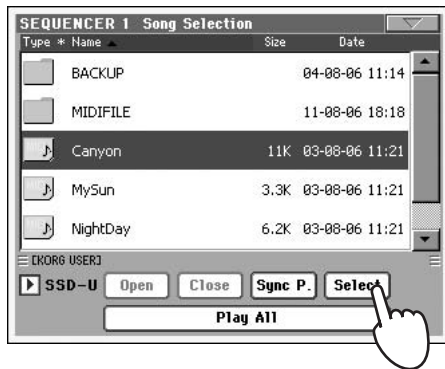 SEQUENCER 1 Song Selection
Type * Name Size Date
BACKUP 04-08-06 11:14
MIDIFILE 11-08-06 18:18
Canyon 11K 03-08-06 11:21
MySun 3.3K 03-08-06 11:21
NightDay 6.2K 03-08-06 11:21
[KORG USER]
SSD-U Open Close Sync P. Select
Play All